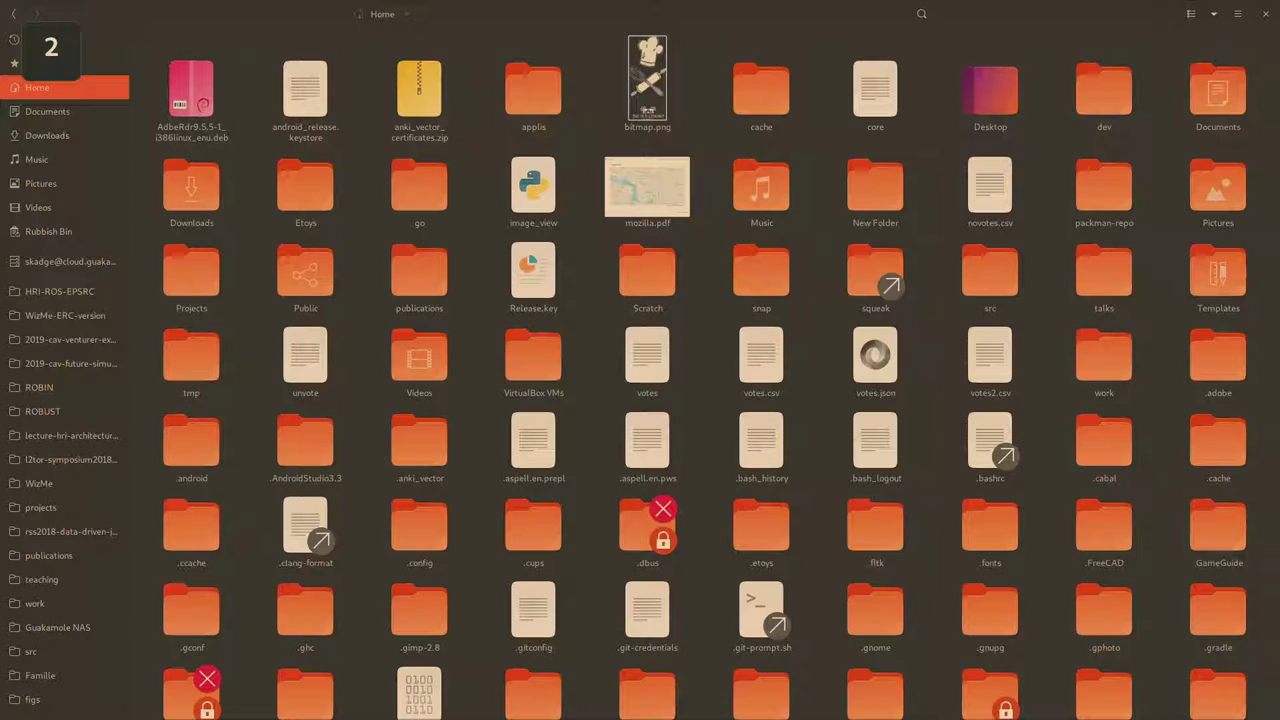 Home
2
Home
Documents
Downloads
Music
Pictures
Videos
Rubbish Bin
skadge@cloud.guaka...
HRI-ROS-EPSRC
WizMe-ERC-version
2019-cav-venturer-ex...
2019-cav-future-simu...
ROBIN
ROBUST
lecture-hri-architectur...
l2tor-symposium2018...
WizMe
projects
rss2018-data-driven-j...
publications
teaching
work
Guakamole NAS
src
Famille
figs
AdbeRdr9.5.5-1_
i386linux_enu.deb
android_release.
keystore
anki_vector_
certificates.zip
applis
bitmap.png
cache
core
Desktop
dev
Documents
Downloads
Etoys
go
image_view
mozilla.pdf
Music
New Folder
novotes.csv
packman-repo
Pictures
Projects
Public
publications
Release.key
Scratch
snap
squeak
src
talks
Templates
tmp
unvote
Videos
VirtualBox VMs
votes
votes.csv
votes.json
votes2.csv
work
.adobe
.android
.AndroidStudio3.3
.anki_vector
.aspell.en.prepl
.aspell.en.pws
.bash_history
.bash_logout
.bashrc
.cabal
.cache
.ccache
.clang-format
.config
.cups
.dbus
.etoys
.fltk
.fonts
.FreeCAD
.GameGuide
.gconf
.ghc
.gimp-2.8
.gitconfig
.git-credentials
>_
.git-prompt.sh
.gnome
.gnupg
.gphoto
.gradle
0100
0010
1001
0110